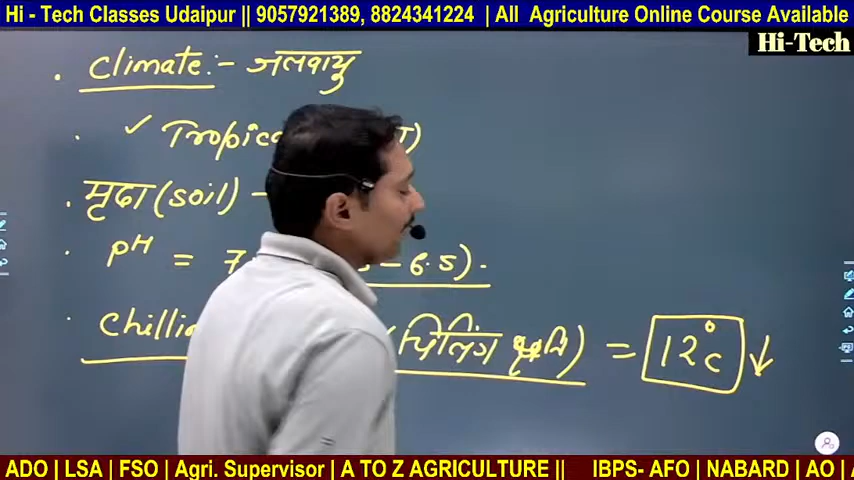 Hi - Tech Classes Udaipur || 9057921389, 8824341224 | All Agriculture Online Course Available
Hi-Tech
Climate:- जलवायु
Tropic
मृदा (soil) -
pH = 7 - 6.5).
Chilli (चिलिंग = 12°C ↓
ADO | LSA | FSO | Agri. Supervisor | A TO Z AGRICULTURE || IBPS- AFO | NABARD | AO |